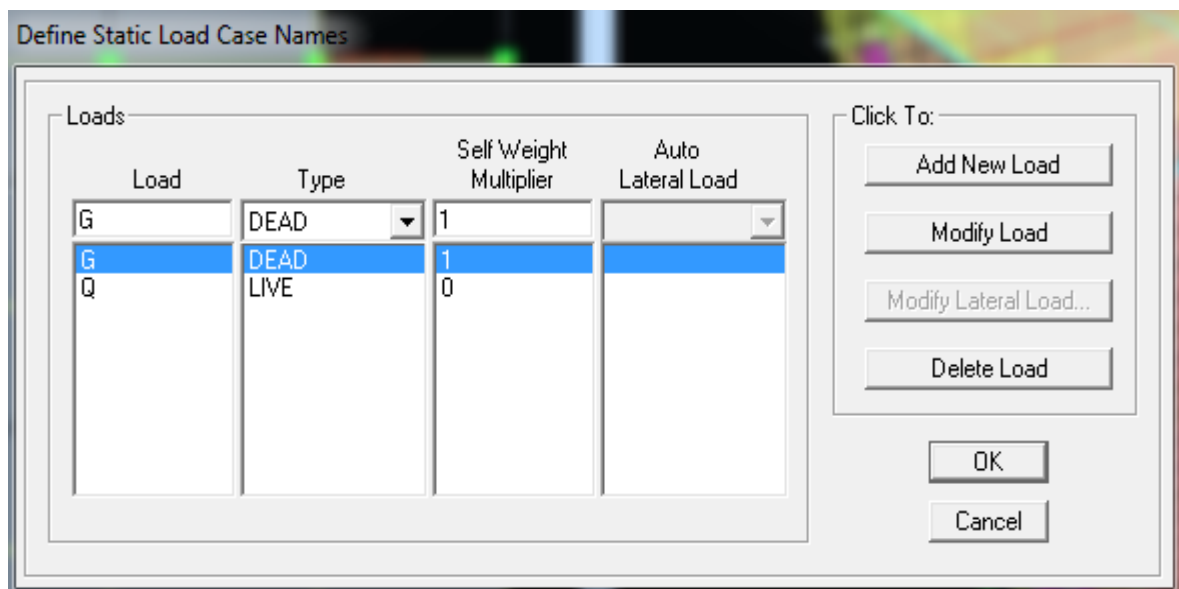 Define Static Load Case Names
Loads
Load Type Self Weight Multiplier Auto Lateral Load
G DEAD 1
G DEAD 1
Q LIVE 0
Click To:
Add New Load
Modify Load
Modify Lateral Load...
Delete Load
OK
Cancel